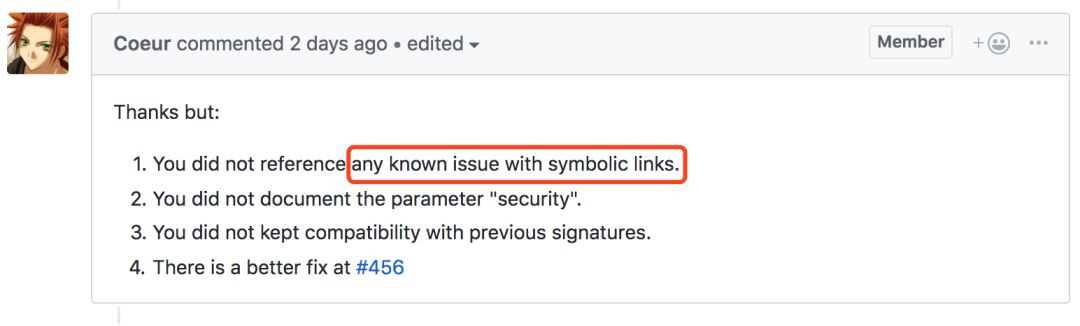 Coeur commented 2 days ago • edited
Member
Thanks but:
1. You did not reference any known issue with symbolic links.
2. You did not document the parameter "security".
3. You did not kept compatibility with previous signatures.
4. There is a better fix at #456